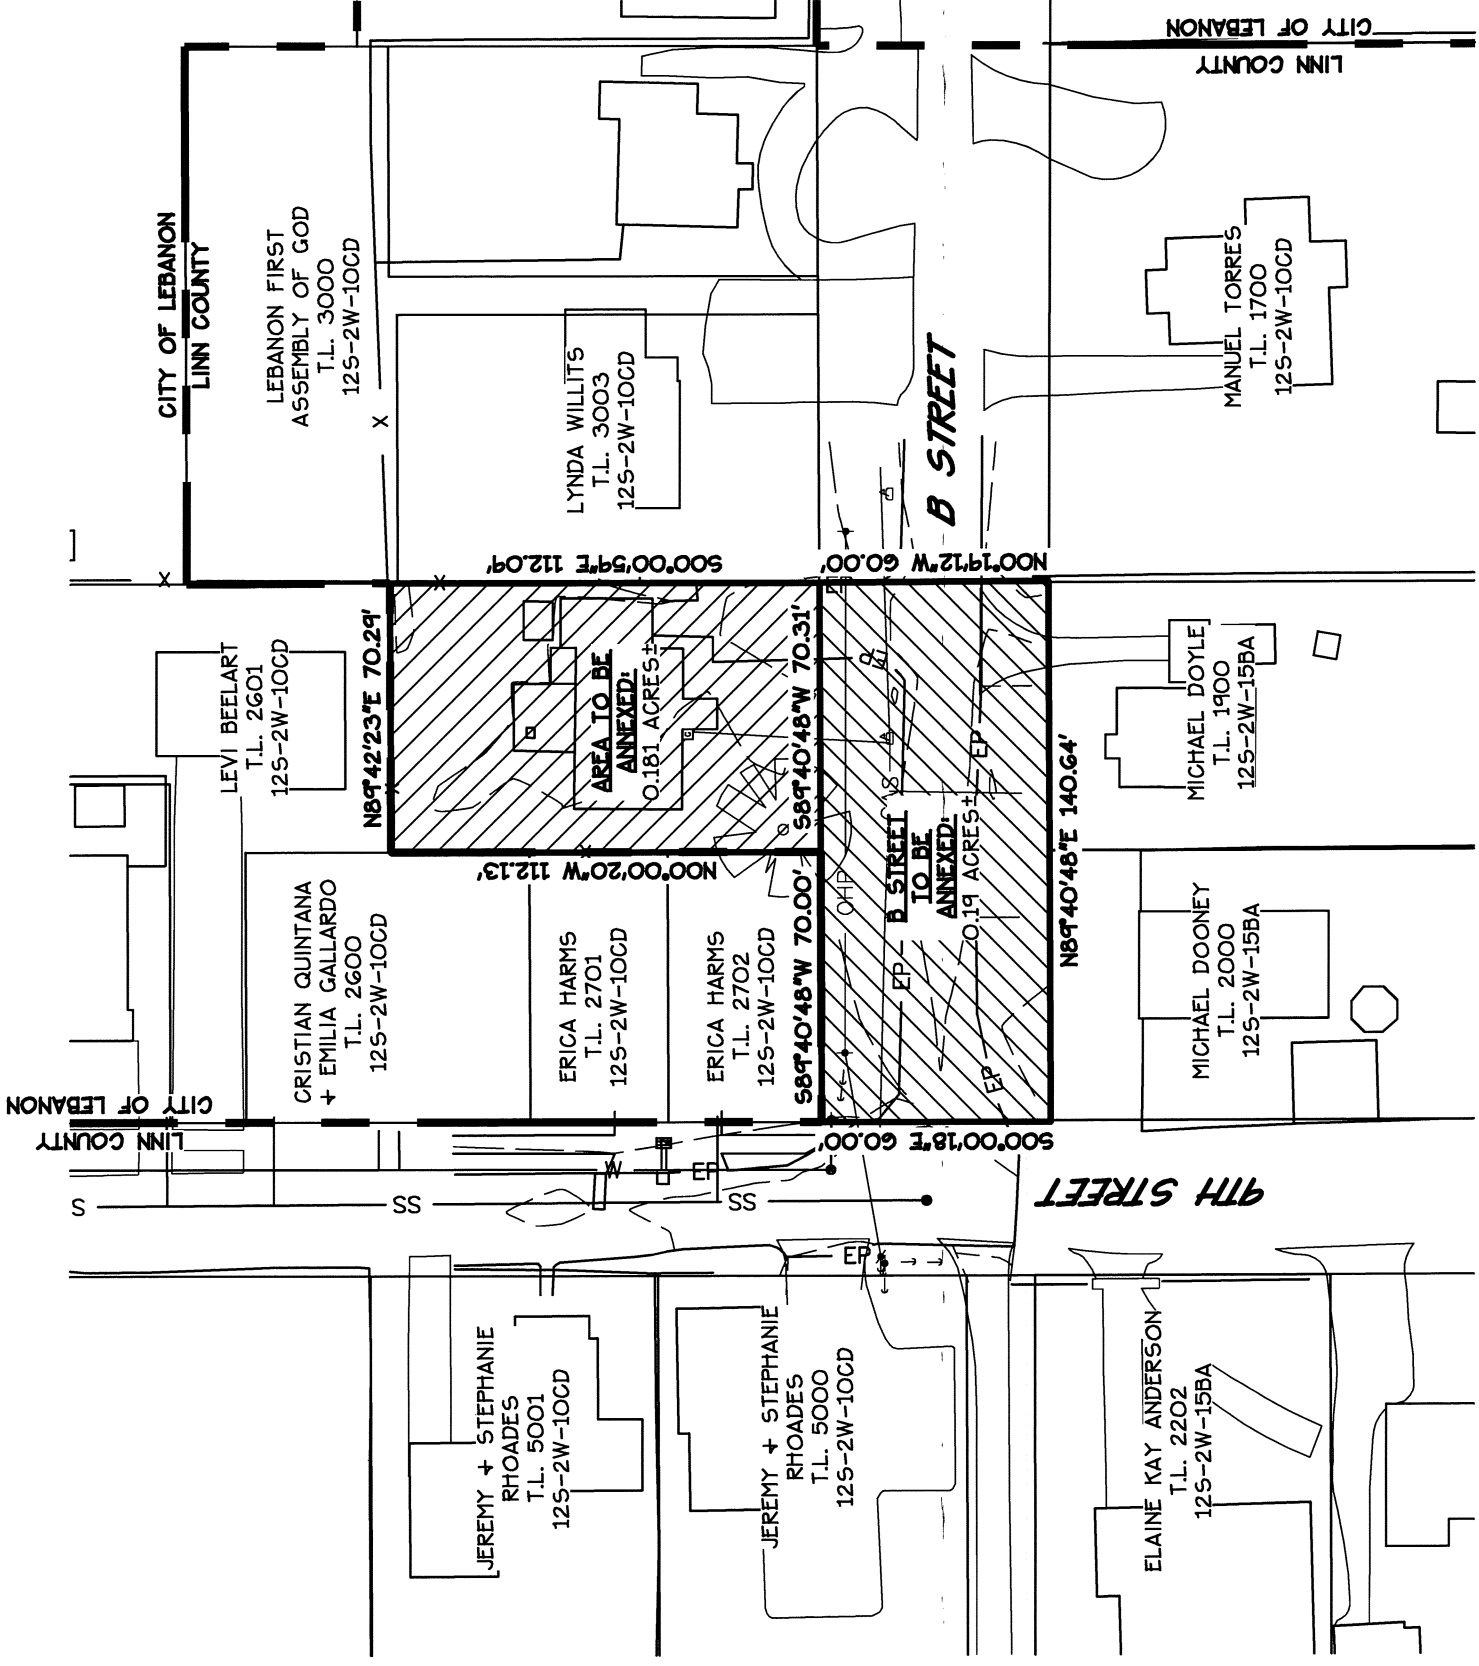 CITY OF LEBANON
LINN COUNTY
CITY OF LEBANON
LINN COUNTY
LEBANON FIRST
ASSEMBLY OF GOD
T.L. 3000
12S-2W-10CD
X
LYNDA WILLITS
T.L. 3003
12S-2W-10CD
B STREET
MANUEL TORRES
T.L. 1700
12S-2W-10CD
X
X
S00°00'59"E 112.09'
N00°19'12"W 60.00'
LEVI BEELART
T.L. 2601
12S-2W-10CD
N89°42'23"E 70.29'
AREA TO BE
ANNEXED:
0.181 ACRES±
S89°40'48"W 70.31'
MICHAEL DOYLE
T.L. 1900
12S-2W-15BA
EP
B STREET
TO BE
ANNEXED:
0.19 ACRES±
N89°40'48"E 140.64'
N00°00'20"W 112.13'
S89°40'48"W 70.00'
OHP
EP
EP
CRISTIAN QUINTANA
+ EMILIA GALLARDO
T.L. 2600
12S-2W-10CD
ERICA HARMS
T.L. 2701
12S-2W-10CD
ERICA HARMS
T.L. 2702
12S-2W-10CD
MICHAEL DOONEY
T.L. 2000
12S-2W-15BA
CITY OF LEBANON
LINN COUNTY
S00°00'18"E 60.00'
W
EP
S
SS
SS
9TH STREET
EP
JEREMY + STEPHANIE
RHOADES
T.L. 5001
12S-2W-10CD
JEREMY + STEPHANIE
RHOADES
T.L. 5000
12S-2W-10CD
ELAINE KAY ANDERSON
T.L. 2202
12S-2W-15BA